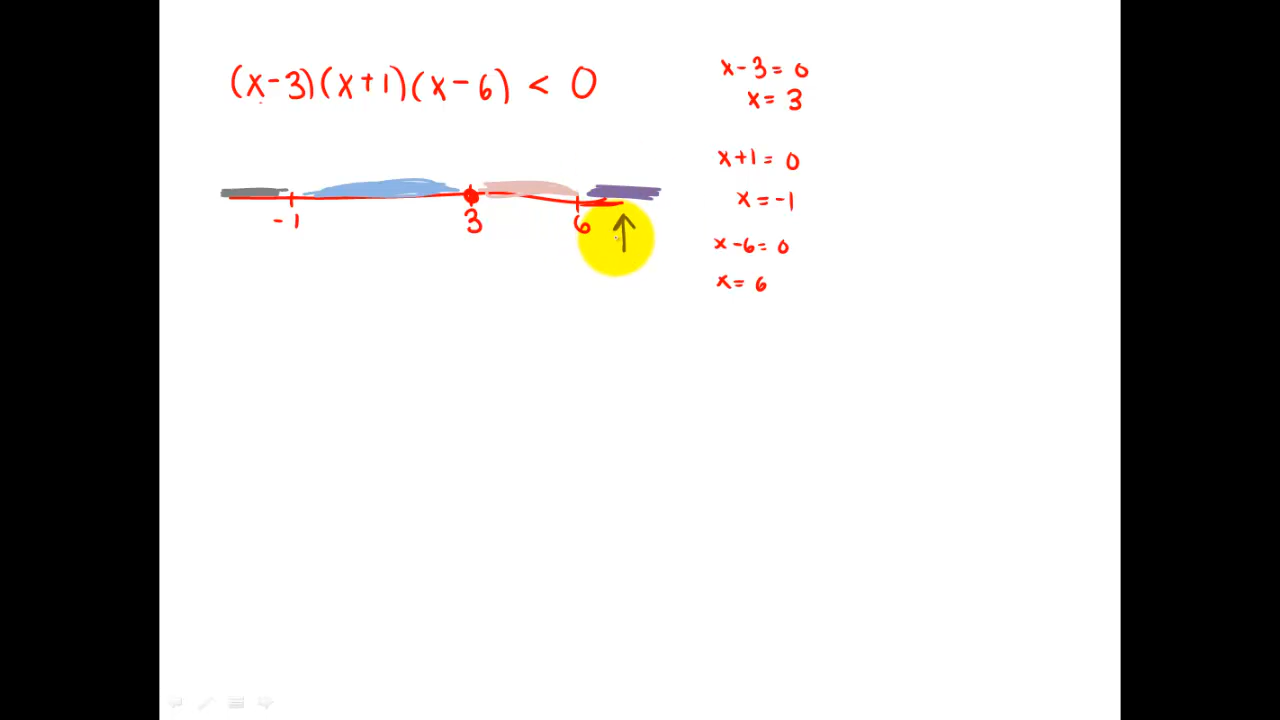 (x-3)(x+1)(x-6) < 0
-1 3 6
x-3=0
x=3
x+1=0
x=-1
x-6=0
x=6